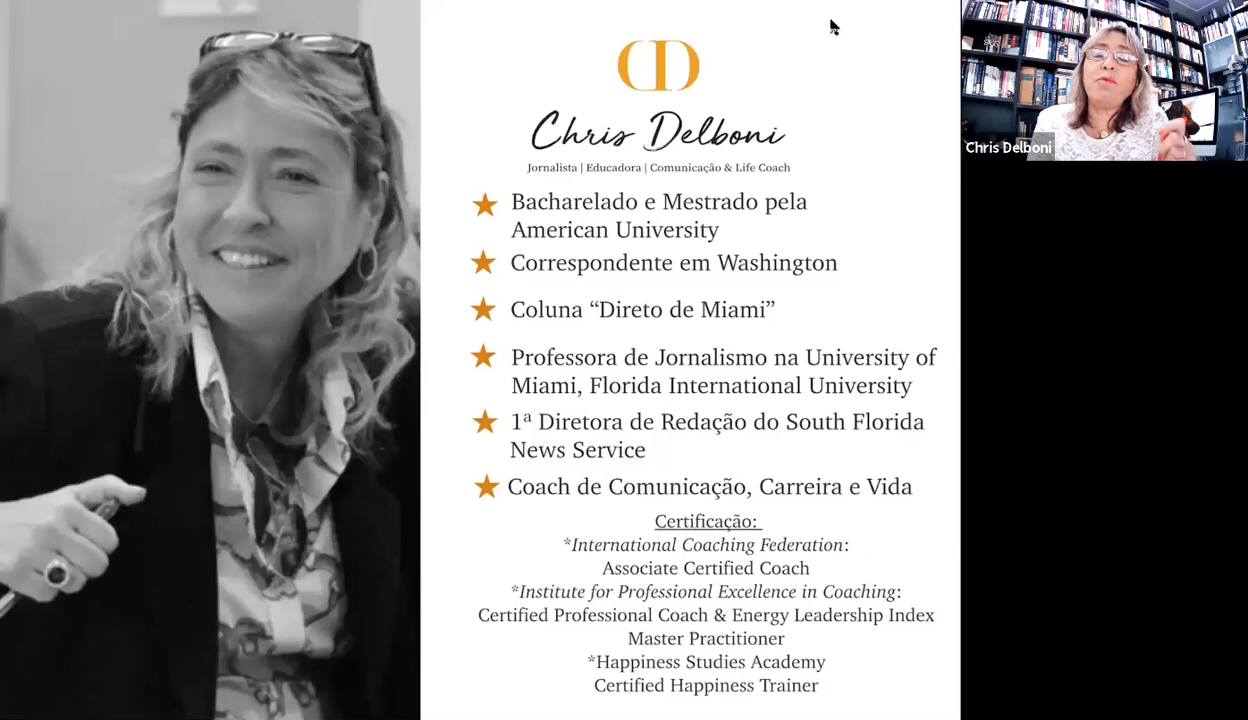 CD
Chris Delboni
Jornalista | Educadora | Comunicação & Life Coach
Bacharelado e Mestrado pela
American University
Correspondente em Washington
Coluna “Direto de Miami”
Professora de Jornalismo na University of
Miami, Florida International University
1ª Diretora de Redação do South Florida
News Service
Coach de Comunicação, Carreira e Vida
Certificação:
*International Coaching Federation:
Associate Certified Coach
*Institute for Professional Excellence in Coaching:
Certified Professional Coach & Energy Leadership Index
Master Practitioner
*Happiness Studies Academy
Certified Happiness Trainer
Chris Delboni